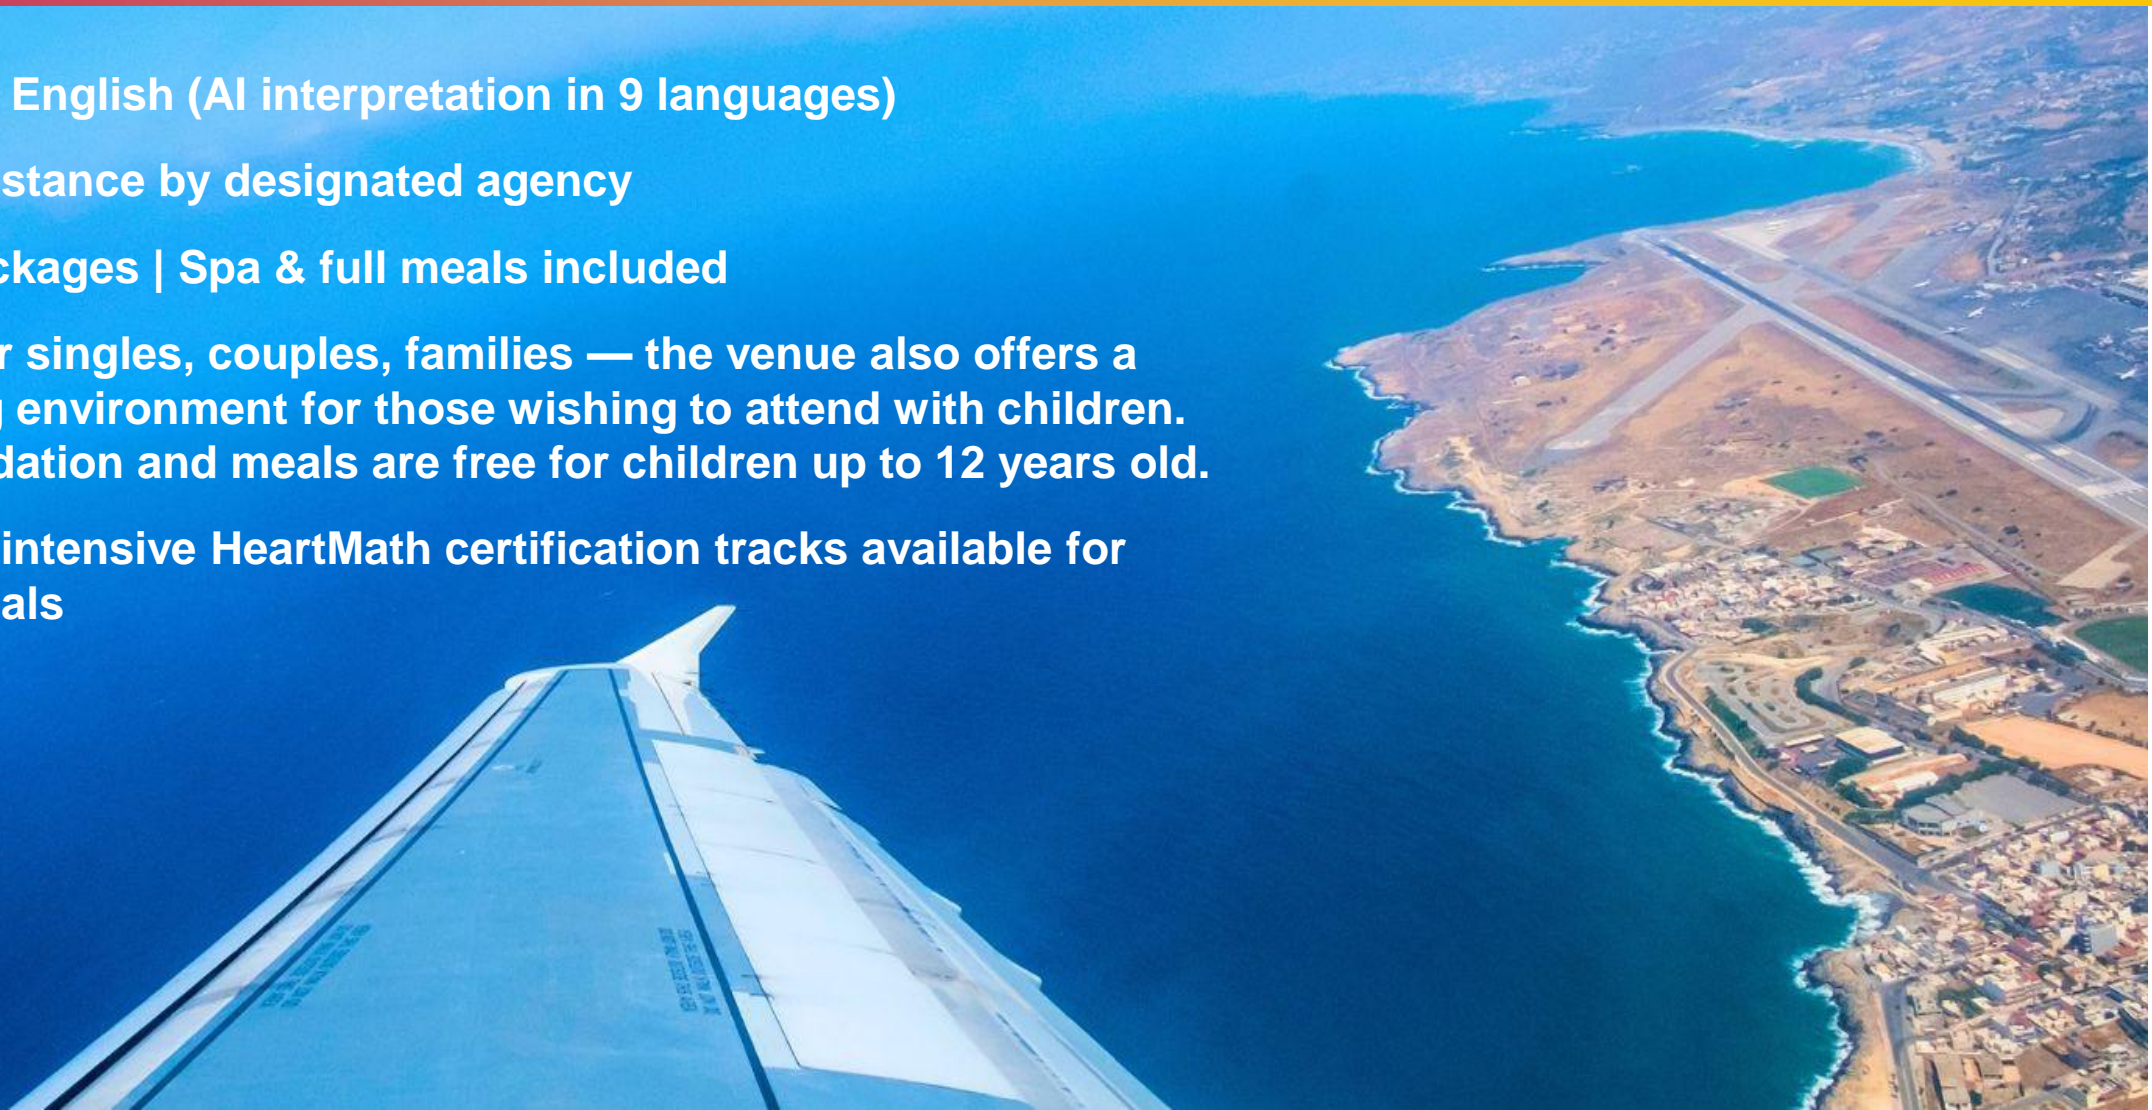 English (AI interpretation in 9 languages)
stance by designated agency
ckages | Spa & full meals included
r singles, couples, families — the venue also offers a
g environment for those wishing to attend with children.
dation and meals are free for children up to 12 years old.
intensive HeartMath certification tracks available for
als